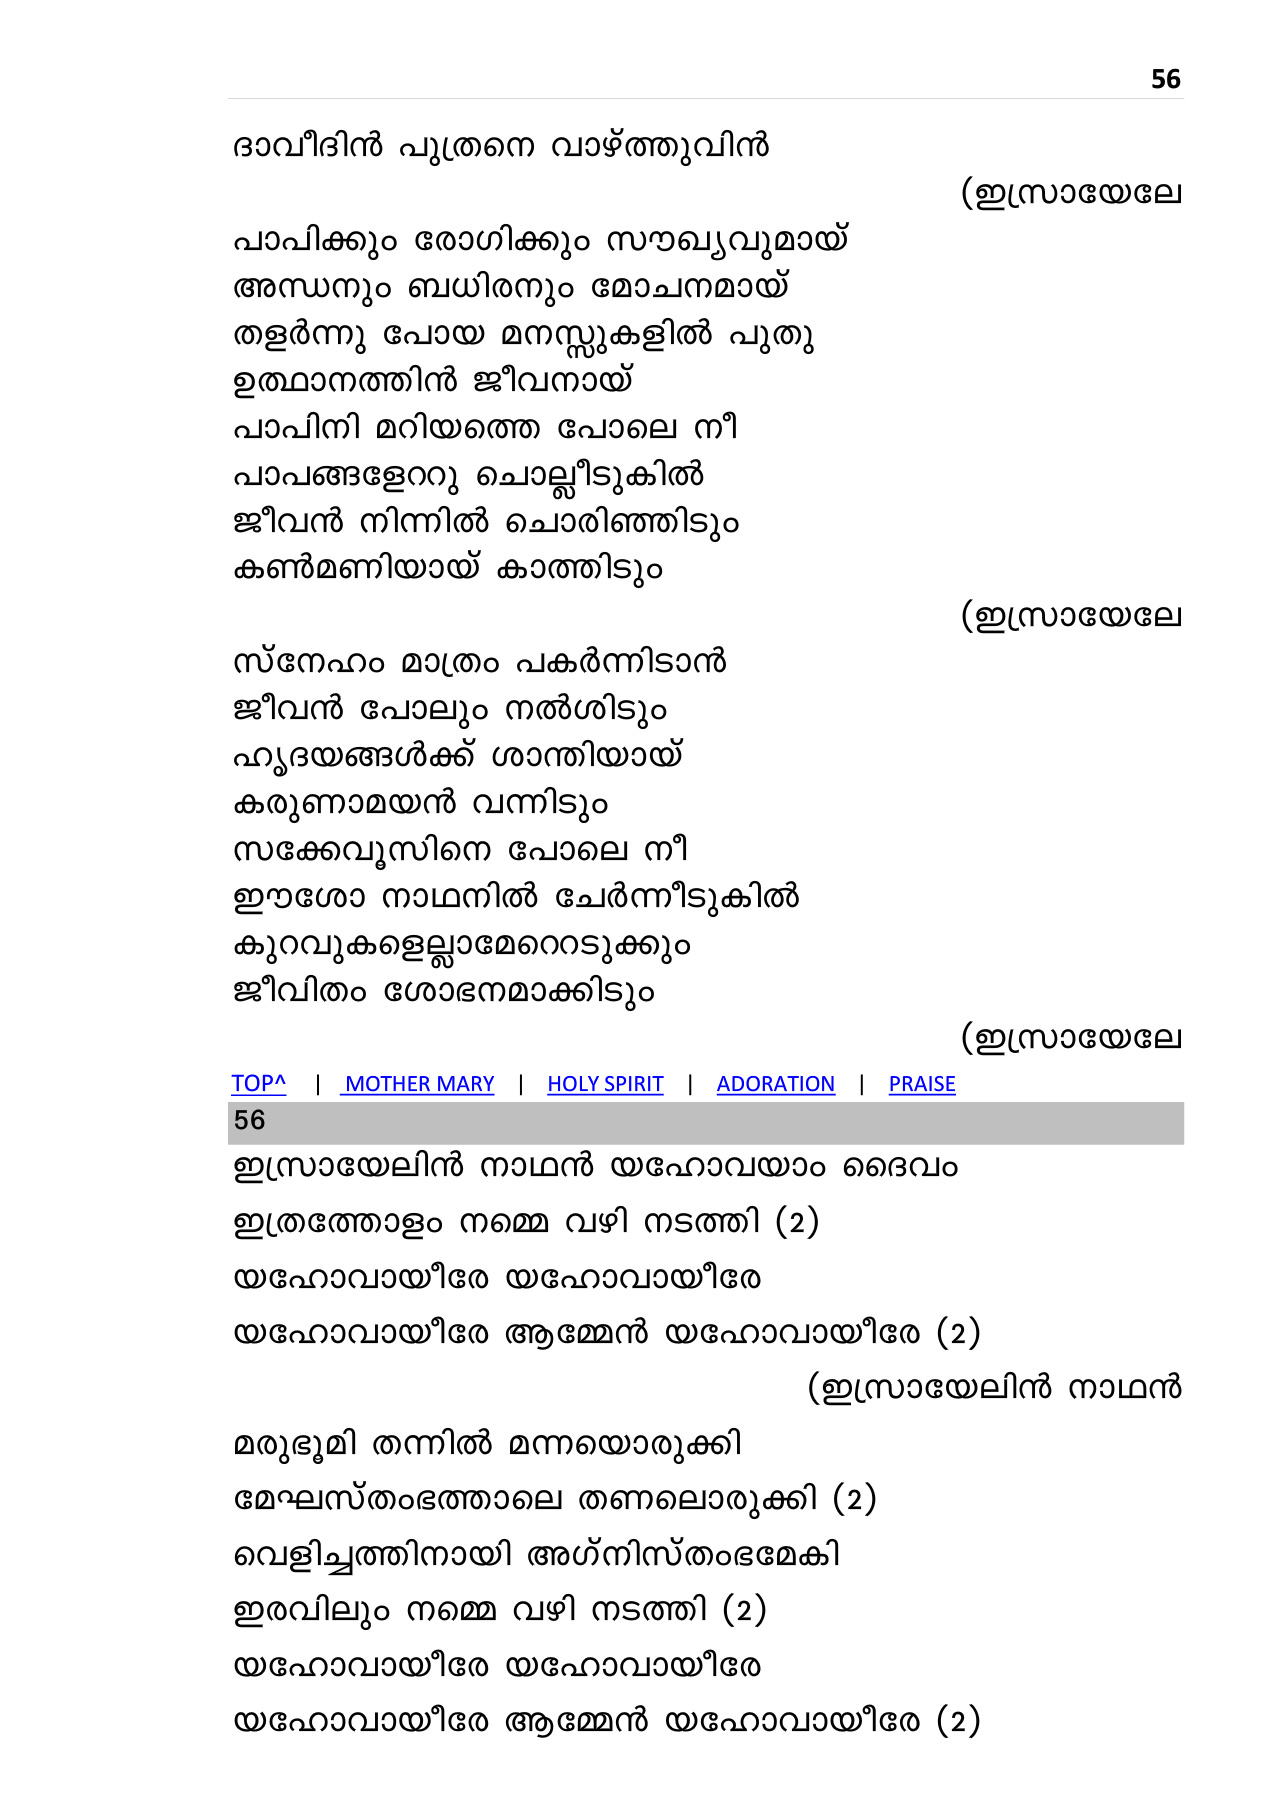 56
ദാവീദിൻ പുത്രനെ വാഴ്ത്തുവിൻ
(ഇസ്രായേലേ
പാപിക്കും രോഗിക്കും സൗഖ്യവുമായ്
അന്ധനും ബധിരനും മോചനമായ്
തളർന്നു പോയ മനസ്സുകളിൽ പുതു
ഉത്ഥാനത്തിൻ ജീവനായ്
പാപിനി മറിയത്തെ പോലെ നീ
പാപങ്ങളേററു ചൊല്ലീടുകിൽ
ജീവൻ നിന്നിൽ ചൊരിഞ്ഞിടും
കൺമണിയായ് കാത്തിടും
(ഇസ്രായേലേ
സ്നേഹം മാത്രം പകർന്നിടാൻ
ജീവൻ പോലും നൽശിടും
ഹൃദയങ്ങൾക്ക് ശാന്തിയായ്
കരുണാമയൻ വന്നിടും
സക്കേവൂസിനെ പോലെ നീ
ഈശോ നാഥനിൽ ചേർന്നീടുകിൽ
കുറവുകളെല്ലാമേറെറടുക്കും
ജീവിതം ശോഭനമാക്കിടും
(ഇസ്രായേലേ
TOP^ | MOTHER MARY | HOLY SPIRIT | ADORATION | PRAISE
56
ഇസ്രായേലിൻ നാഥൻ യഹോവയാം ദൈവം
ഇത്രത്തോളം നമ്മെ വഴി നടത്തി (2)
യഹോവായീരേ യഹോവായീരേ
യഹോവായീരേ ആമ്മേൻ യഹോവായീരേ (2)
(ഇസ്രായേലിൻ നാഥൻ
മരുഭൂമി തന്നിൽ മന്നയൊരുക്കി
മേഘസ്തംഭത്താലെ തണലൊരുക്കി (2)
വെളിച്ചത്തിനായി അഗ്നിസ്തംഭമേകി
ഇരവിലും നമ്മെ വഴി നടത്തി (2)
യഹോവായീരേ യഹോവായീരേ
യഹോവായീരേ ആമ്മേൻ യഹോവായീരേ (2)